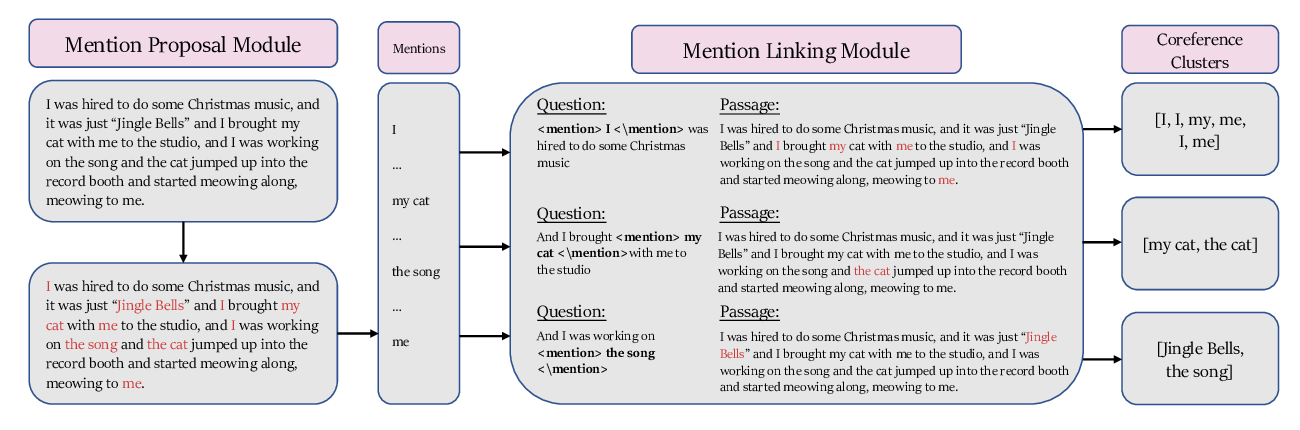 Mention Proposal Module
I was hired to do some Christmas music, and
it was just “Jingle Bells” and I brought my
cat with me to the studio, and I was working
on the song and the cat jumped up into the
record booth and started meowing along,
meowing to me.
I was hired to do some Christmas music, and
it was just “Jingle Bells” and I brought my
cat with me to the studio, and I was working
on the song and the cat jumped up into the
record booth and started meowing along,
meowing to me.
Mentions
I
...
my cat
...
the song
...
me
Mention Linking Module
Question:
<mention> I <\mention> was
hired to do some Christmas
music
Passage:
I was hired to do some Christmas music, and it was just “Jingle
Bells” and I brought my cat with me to the studio, and I was
working on the song and the cat jumped up into the record booth
and started meowing along, meowing to me.
Question:
And I brought <mention> my
cat <\mention>with me to
the studio
Passage:
I was hired to do some Christmas music, and it was just “Jingle
Bells” and I brought my cat with me to the studio, and I was
working on the song and the cat jumped up into the record booth
and started meowing along, meowing to me.
Question:
And I was working on
<mention> the song
<\mention>
Passage:
I was hired to do some Christmas music, and it was just “Jingle
Bells” and I brought my cat with me to the studio, and I was
working on the song and the cat jumped up into the record booth
and started meowing along, meowing to me.
Coreference
Clusters
[I, I, my, me,
I, me]
[my cat, the cat]
[Jingle Bells,
the song]